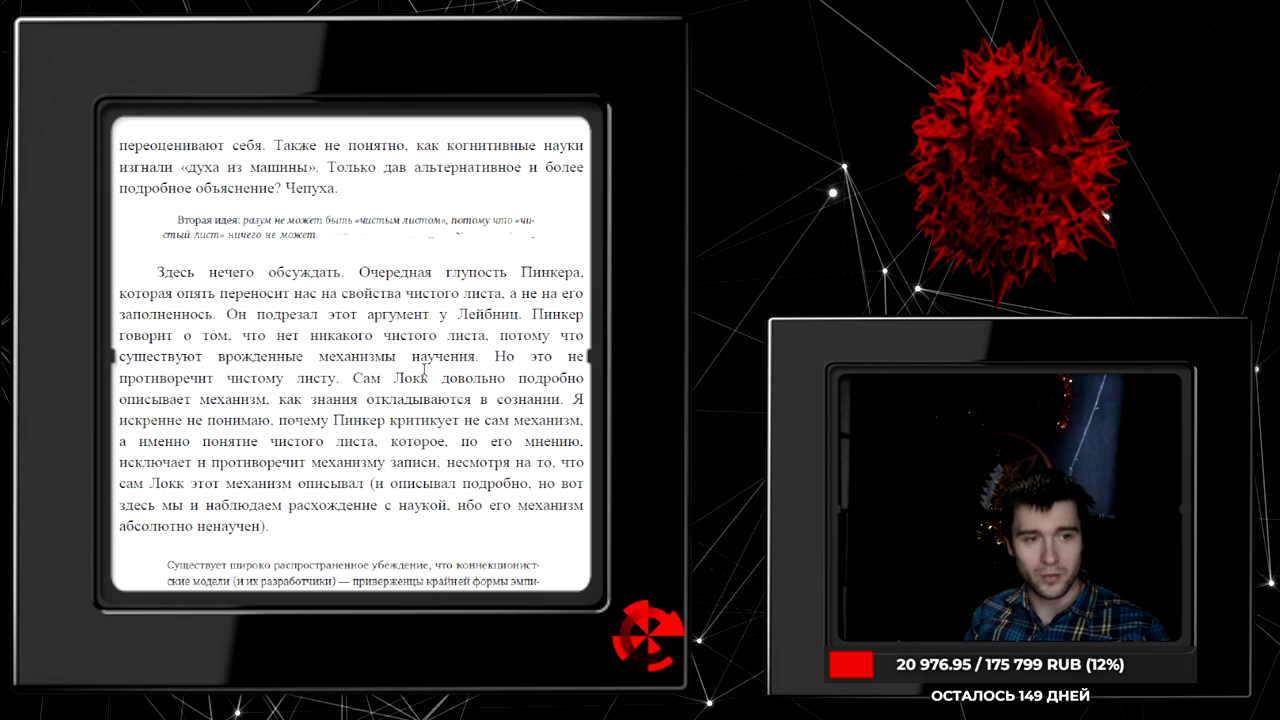 переоценивают себя. Также не понятно, как когнитивные науки
изгнали «духа из машины». Только дав альтернативное и более
подробное объяснение? Чепуха.
Вторая идея: разум не может быть «чистым листом», потому что «чи-
стый лист» ничего не может.
Здесь нечего обсуждать. Очередная глупость Пинкера,
которая опять переносит нас на свойства чистого листа, а не на его
заполненнось. Он подрезал этот аргумент у Лейбниц. Пинкер
говорит о том, что нет никакого чистого листа, потому что
существуют врожденные механизмы научения. Но это не
противоречит чистому листу. Сам Локк довольно подробно
описывает механизм, как знания откладываются в сознании. Я
искренне не понимаю, почему Пинкер критикует не сам механизм,
а именно понятие чистого листа, которое, по его мнению,
исключает и противоречит механизму записи, несмотря на то, что
сам Локк этот механизм описывал (и описывал подробно, но вот
здесь мы и наблюдаем расхождение с наукой, ибо его механизм
абсолютно ненаучен).
Существует широко распространенное убеждение, что коннекционист-
ские модели (и их разработчики) — приверженцы крайней формы эмпи-
20 976.95 / 175 799 RUB (12%)
ОСТАЛОСЬ 149 ДНЕЙ